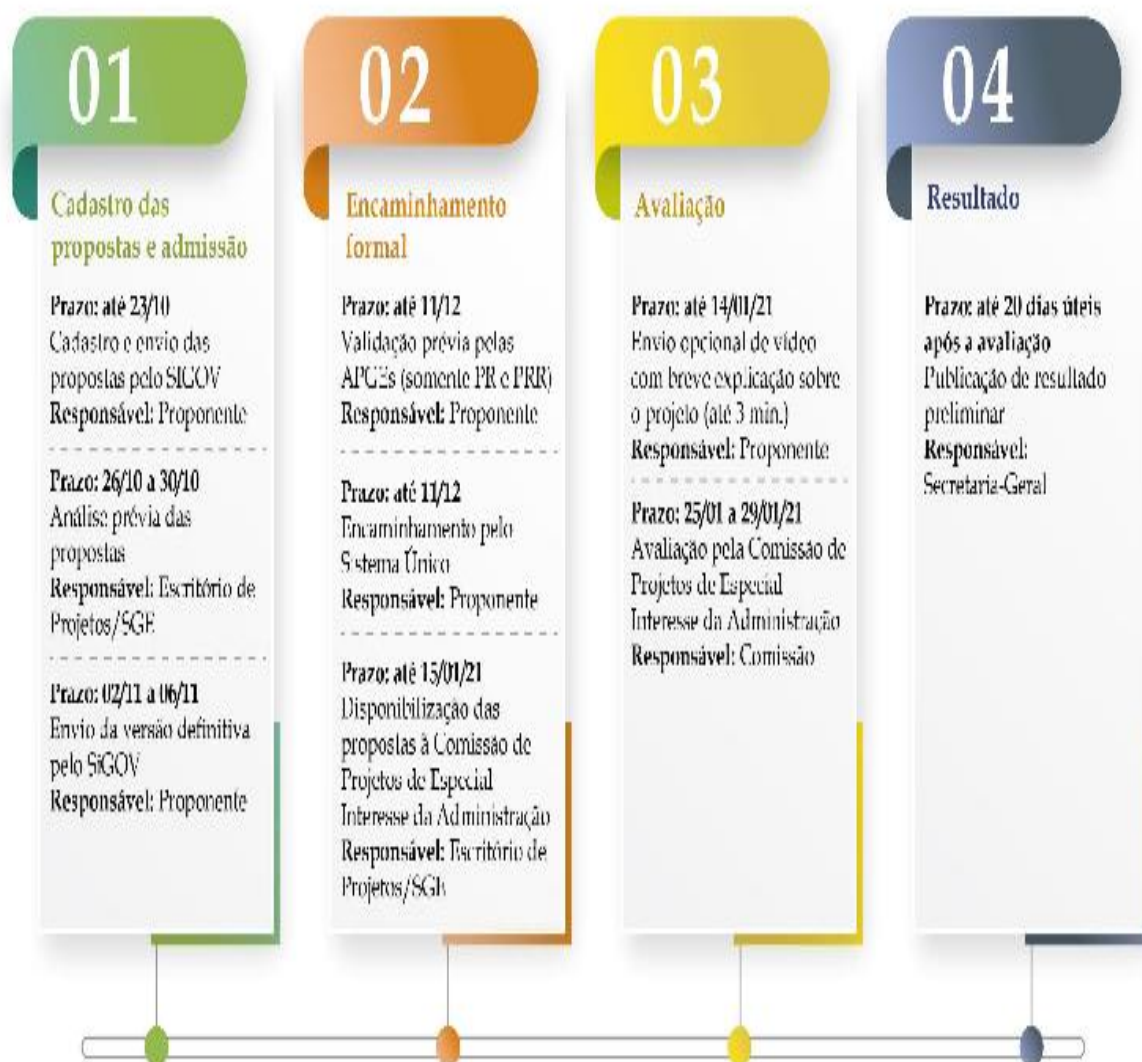 01
Cadastro das
propostas e admissão
Prazo: até 23/10
Cadastro e envio das
propostas pelo SIGOV
Responsável: Proponente
Prazo: 26/10 a 30/10
Análise prévia das
propostas
Responsável: Escritório de
Projetos/SGE
Prazo: 02/11 a 06/11
Envio da versão definitiva
pelo SiGOV
Responsável: Proponente
02
Encaminhamento
formal
Prazo: até 11/12
Validação prévia pelas
APGEs (somente PR e PRR)
Responsável: Proponente
Prazo: até 11/12
Encaminhamento pelo
Sistema Único
Responsável: Proponente
Prazo: até 15/01/21
Disponibilização das
propostas à Comissão de
Projetos de Especial
Interesse da Administração
Responsável: Escritório de
Projetos/SGE
03
Avaliação
Prazo: até 14/01/21
Envio opcional de vídeo
com breve explicação sobre
o projeto (até 3 min.)
Responsável: Proponente
Prazo: 25/01 a 29/01/21
Avaliação pela Comissão de
Projetos de Especial
Interesse da Administração
Responsável: Comissão
04
Resultado
Prazo: até 20 dias úteis
após a avaliação
Publicação de resultado
preliminar
Responsável:
Secretaria-Geral